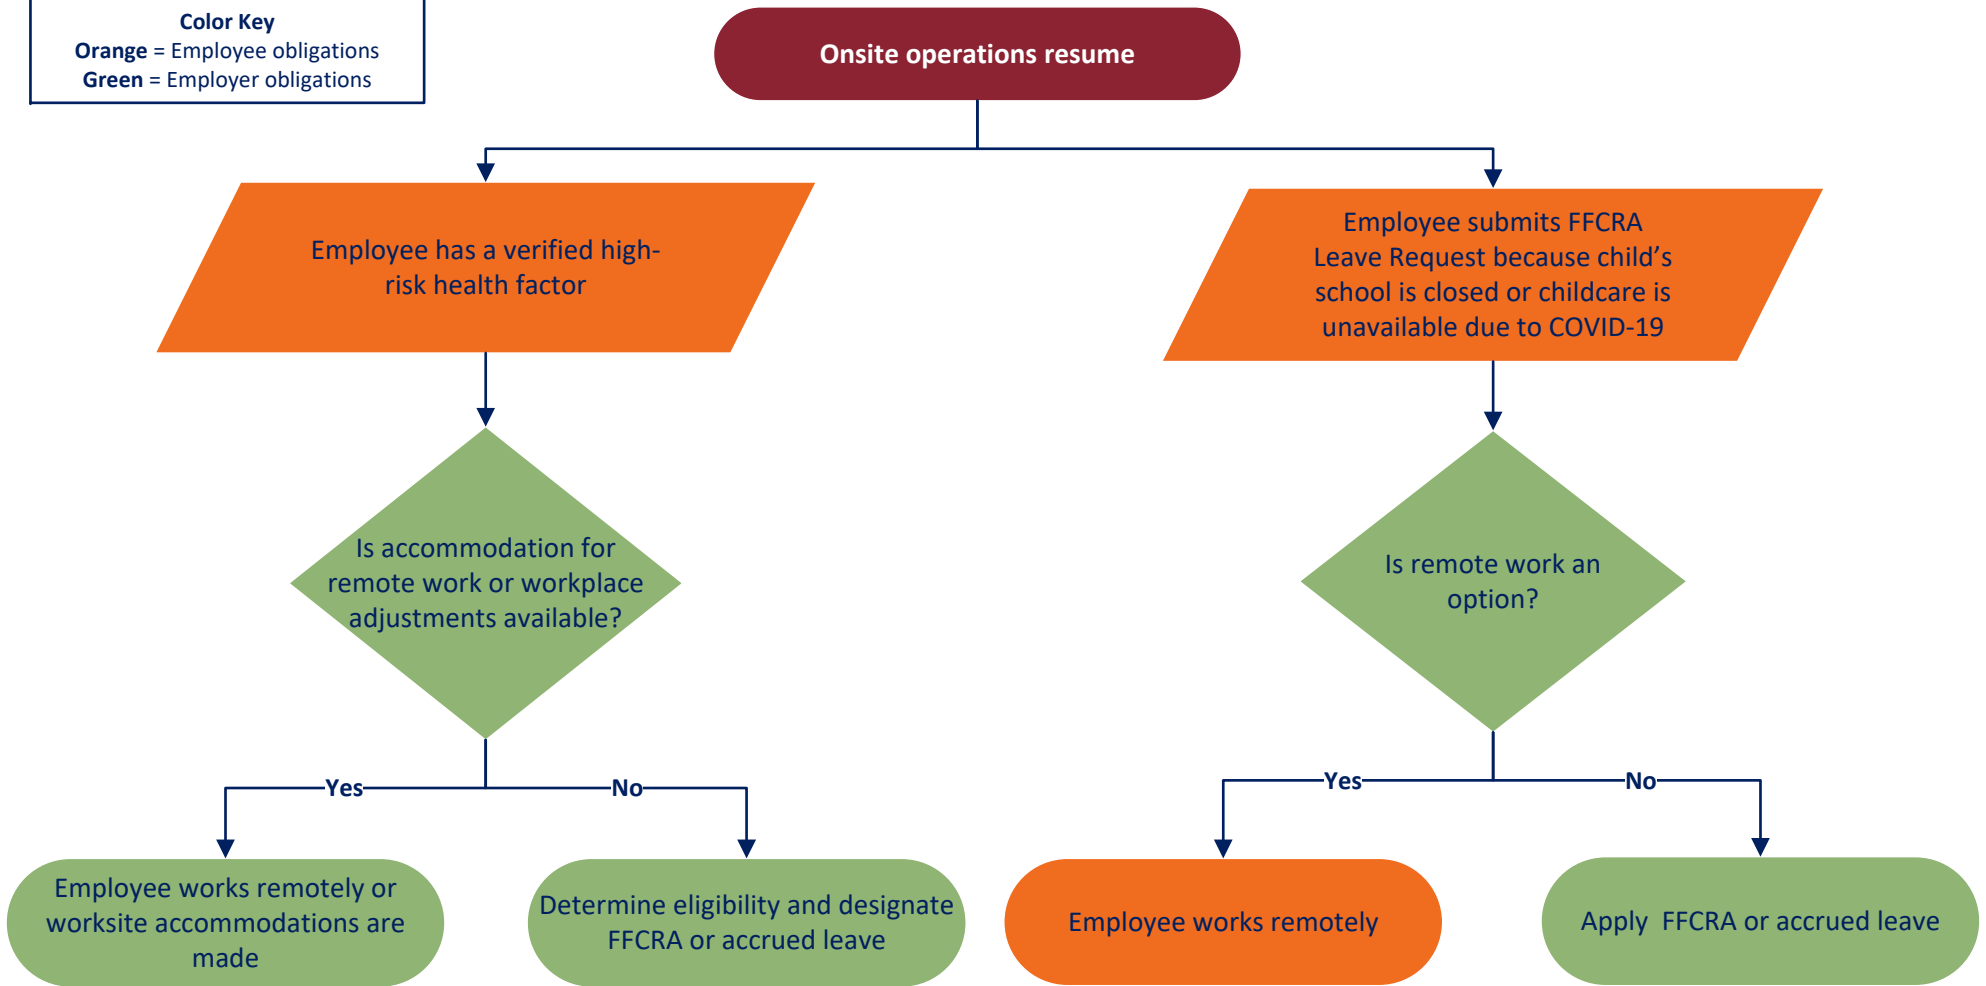 Color Key
Orange = Employee obligations
Green = Employer obligations
Onsite operations resume
Employee has a verified high-
risk health factor
Employee submits FFCRA
Leave Request because child’s
school is closed or childcare is
unavailable due to COVID-19
Is accommodation for
remote work or workplace
adjustments available?
Is remote work an
option?
Yes
No
Yes
No
Employee works remotely or
worksite accommodations are
made
Determine eligibility and designate
FFCRA or accrued leave
Employee works remotely
Apply  FFCRA or accrued leave